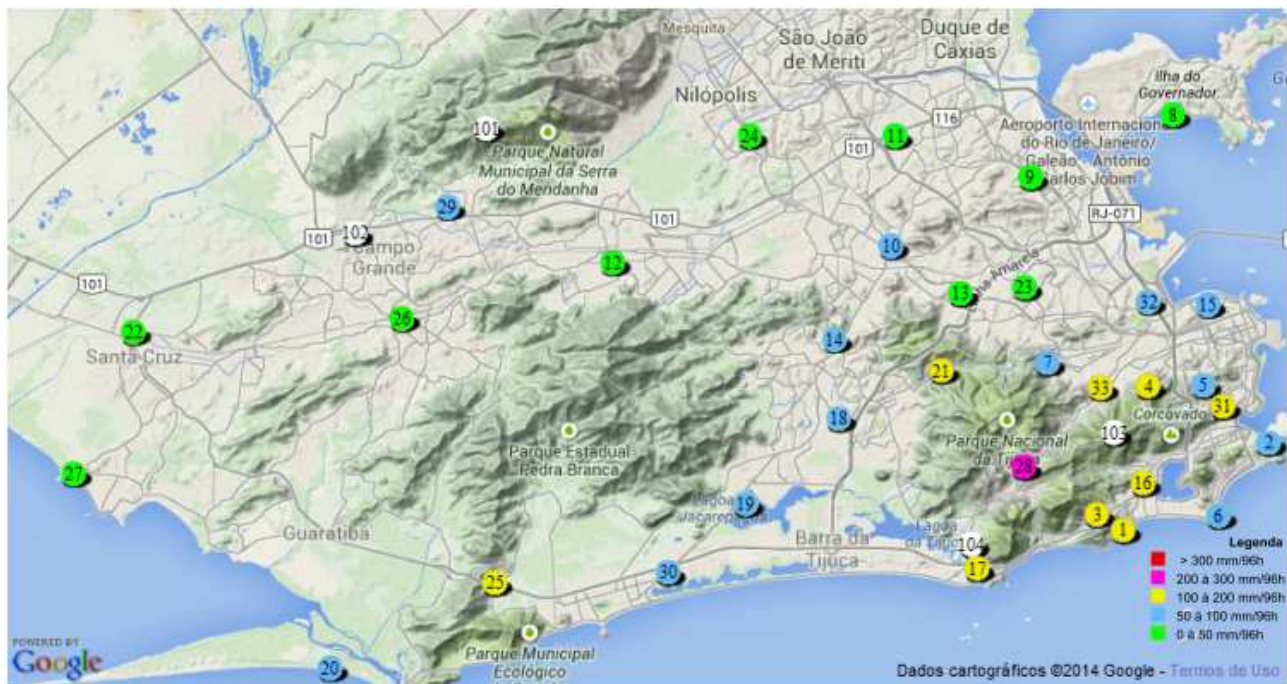 Mesquita
São João
de Meriti
Duque de
Caxias
Ilha do
Governador
Nilópolis
8
101
24
11
116
Aeroporto Internacional
do Rio de Janeiro/
Galeão - Antônio
Carlos Jobim
101
Parque Natural
Municipal da Serra
do Mendanha
9
29
101
RJ-071
102
101
Campo
Grande
10
12
Linha Amarela
101
13
23
32
15
26
22
Santa Cruz
14
7
21
33
4
5
31
Corcovado
18
Parque Nacional
da Tijuca
103
2
Parque Estadual
Pedra Branca
28
27
16
19
Lagoa
Jacarepaguá
3
6
1
Guaratiba
Barra da
Tijuca
Lagoa
da Tijuca
104
17
30
25
Legenda
> 300 mm/96h
200 à 300 mm/96h
100 à 200 mm/96h
50 à 100 mm/96h
0 à 50 mm/96h
Parque Municipal
Ecológico
20
POWERED BY
Google
Dados cartográficos ©2014 Google - Termos de Uso